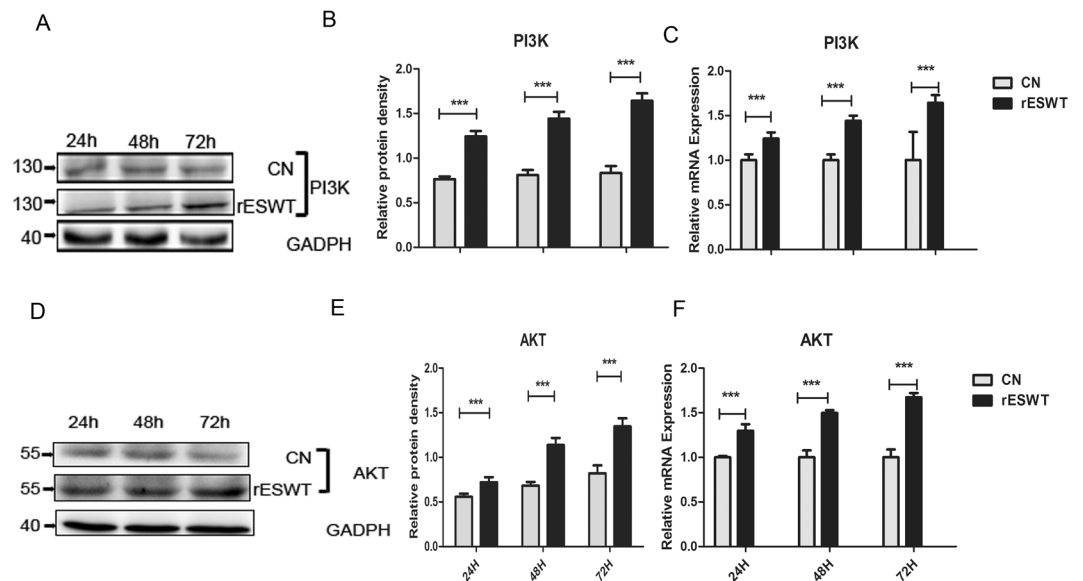 A
24h 48h 72h
130
CN
130
rESWT
PI3K
40
GADPH
B
PI3K
Relative protein density
2.0
1.5
1.0
0.5
0.0
***
***
***
C
PI3K
Relative mRNA Expression
2.0
1.5
1.0
0.5
0.0
***
***
***
CN
rESWT
D
24h 48h 72h
55
CN
55
rESWT
AKT
40
GADPH
E
AKT
Relative protein density
2.0
1.5
1.0
0.5
0.0
***
***
***
24H 48H 72H
F
AKT
Relative mRNA Expression
2.0
1.5
1.0
0.5
0.0
***
***
***
24H 48H 72H
CN
rESWT